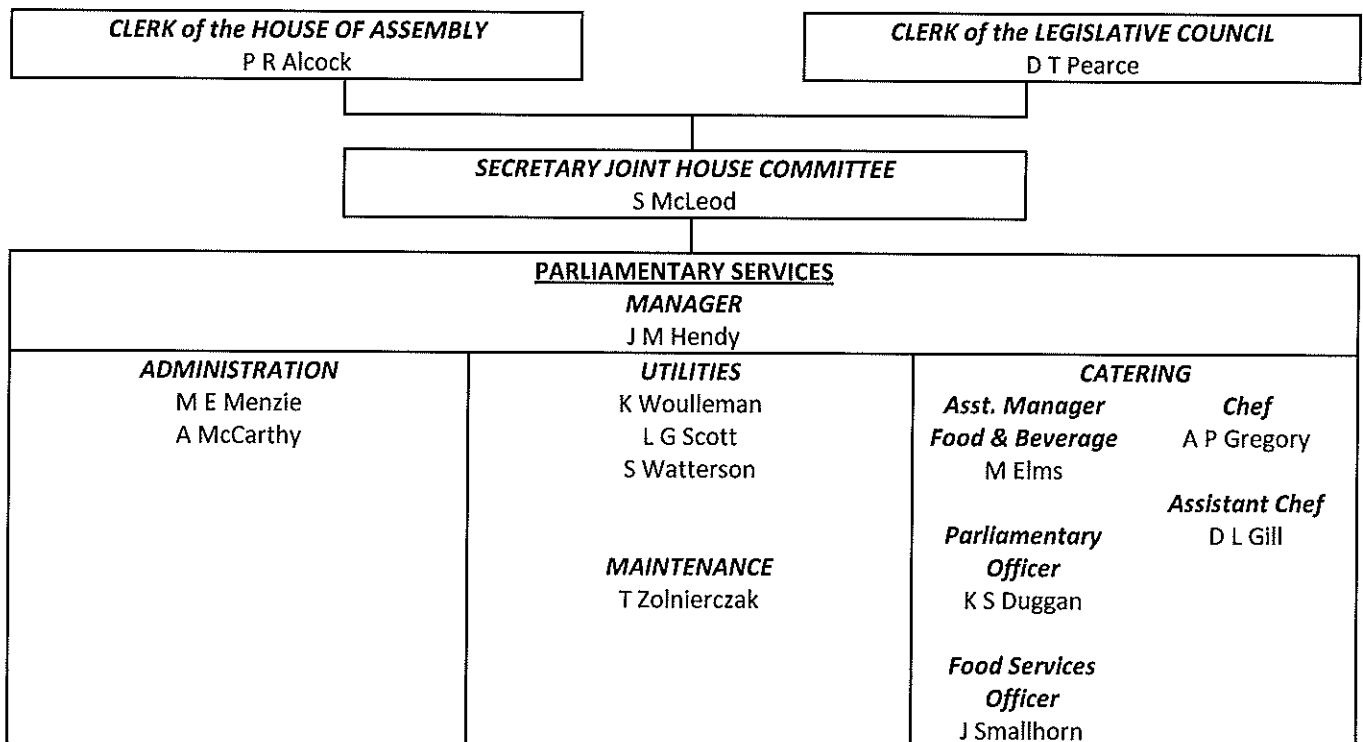 CLERK of the HOUSE OF ASSEMBLY
P R Alcock
CLERK of the LEGISLATIVE COUNCIL
D T Pearce
SECRETARY JOINT HOUSE COMMITTEE
S McLeod
PARLIAMENTARY SERVICES
MANAGER
J M Hendy
ADMINISTRATION
M E Menzie
A McCarthy
UTILITIES
K Woulleman
L G Scott
S Watterson
MAINTENANCE
T Zolnierczak
CATERING
Asst. Manager
Food & Beverage
M Elms
Parliamentary
Officer
K S Duggan
Food Services
Officer
J Smallhorn
Chef
A P Gregory
Assistant Chef
D L Gill